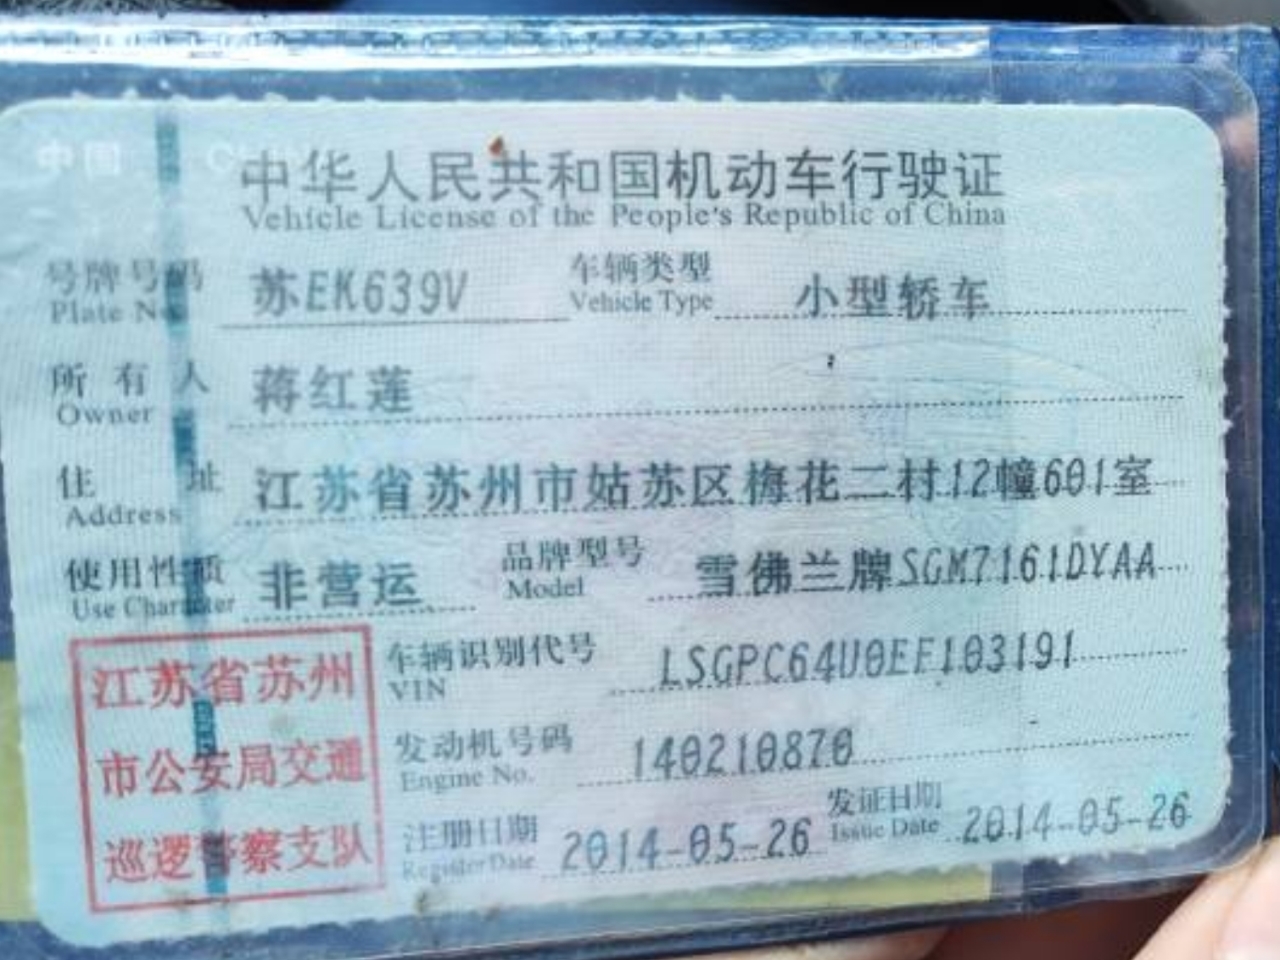 中国 CHINA
中华人民共和国机动车行驶证
Vehicle License of the People's Republic of China
号牌号码 苏EK639V 车辆类型 小型轿车
Plate No. Vehicle Type
所有人 蒋红莲
Owner
住址 江苏省苏州市姑苏区梅花二村12幢601室
Address
使用性质 非营运 品牌型号 雪佛兰牌SGM7161DYAA
Use Character Model
江苏省苏州
市公安局交通
巡逻警察支队
车辆识别代号 LSGPC64U0EF103191
VIN
发动机号码 140210870
Engine No.
注册日期 2014-05-26 发证日期 2014-05-26
Register Date Issue Date